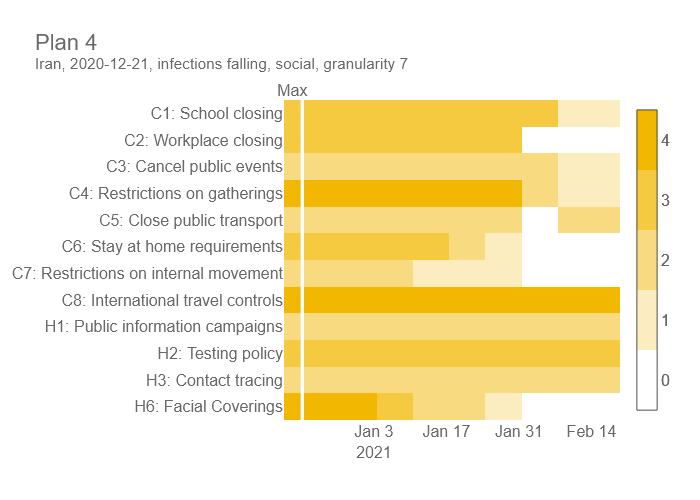 Plan 4
Iran, 2020-12-21, infections falling, social, granularity 7
Max
C1: School closing
C2: Workplace closing
C3: Cancel public events
C4: Restrictions on gatherings
C5: Close public transport
C6: Stay at home requirements
C7: Restrictions on internal movement
C8: International travel controls
H1: Public information campaigns
H2: Testing policy
H3: Contact tracing
H6: Facial Coverings
Jan 3 Jan 17 Jan 31 Feb 14
2021
4
3
2
1
0